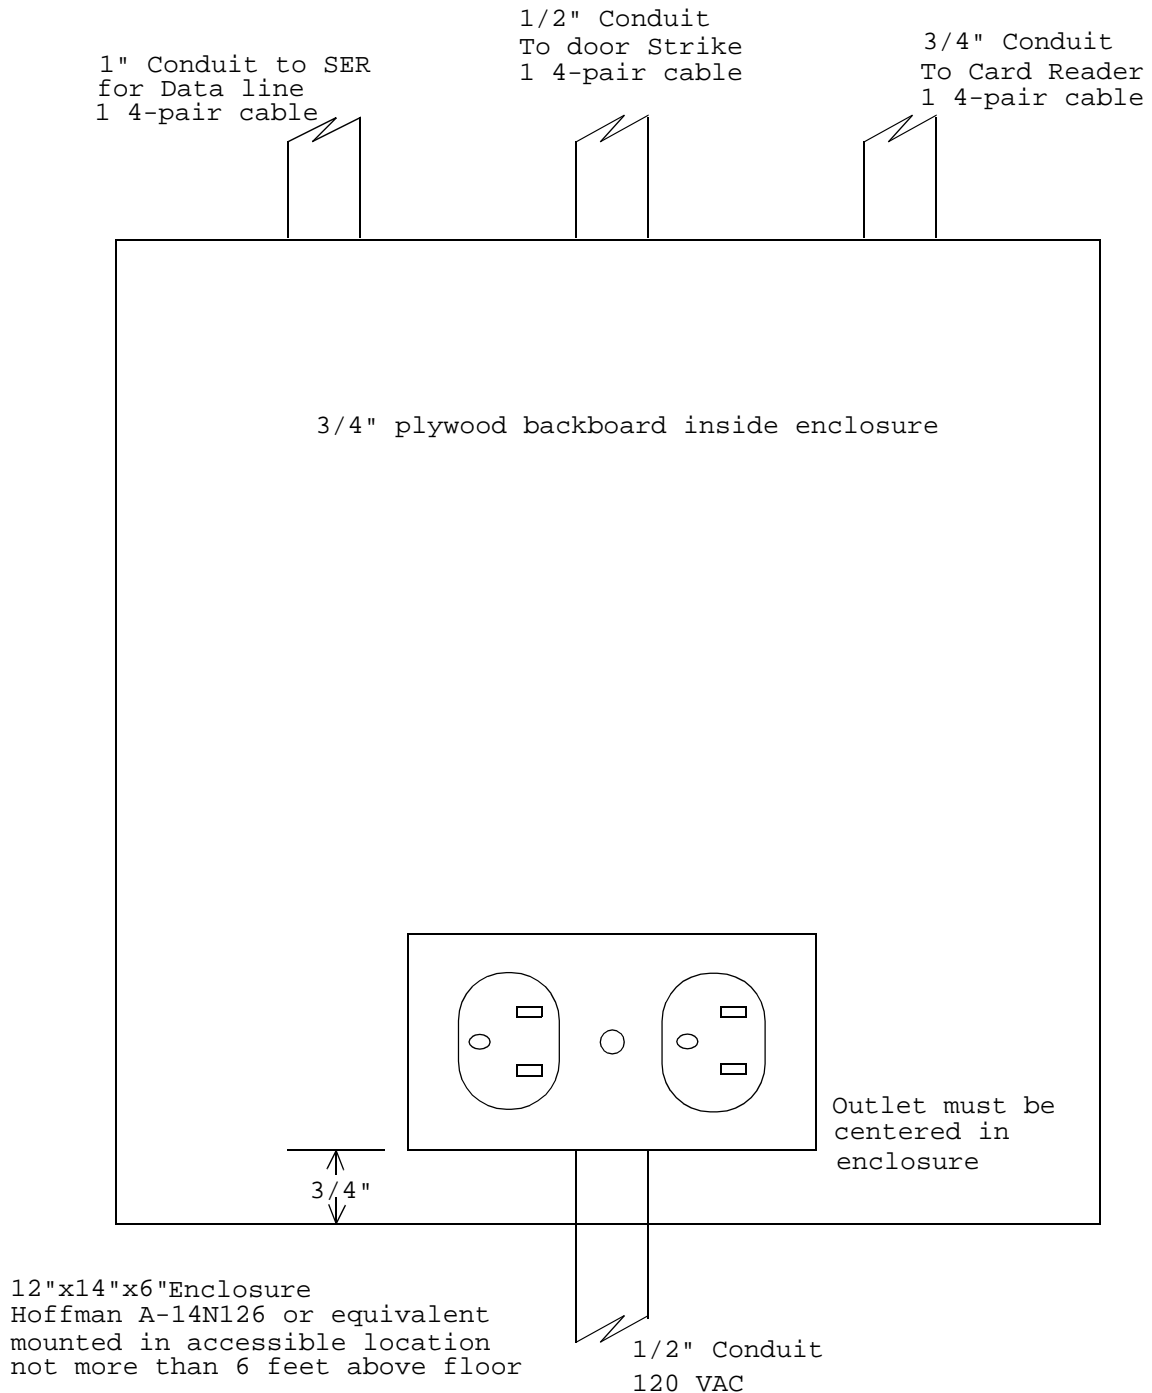 1" Conduit to SER
for Data line
1 4-pair cable
1/2" Conduit
To door Strike
1 4-pair cable
3/4" Conduit
To Card Reader
1 4-pair cable
3/4" plywood backboard inside enclosure
Outlet must be
centered in
enclosure
3/4"
12"x14"x6"Enclosure
Hoffman A-14N126 or equivalent
mounted in accessible location
not more than 6 feet above floor
1/2" Conduit
120 VAC